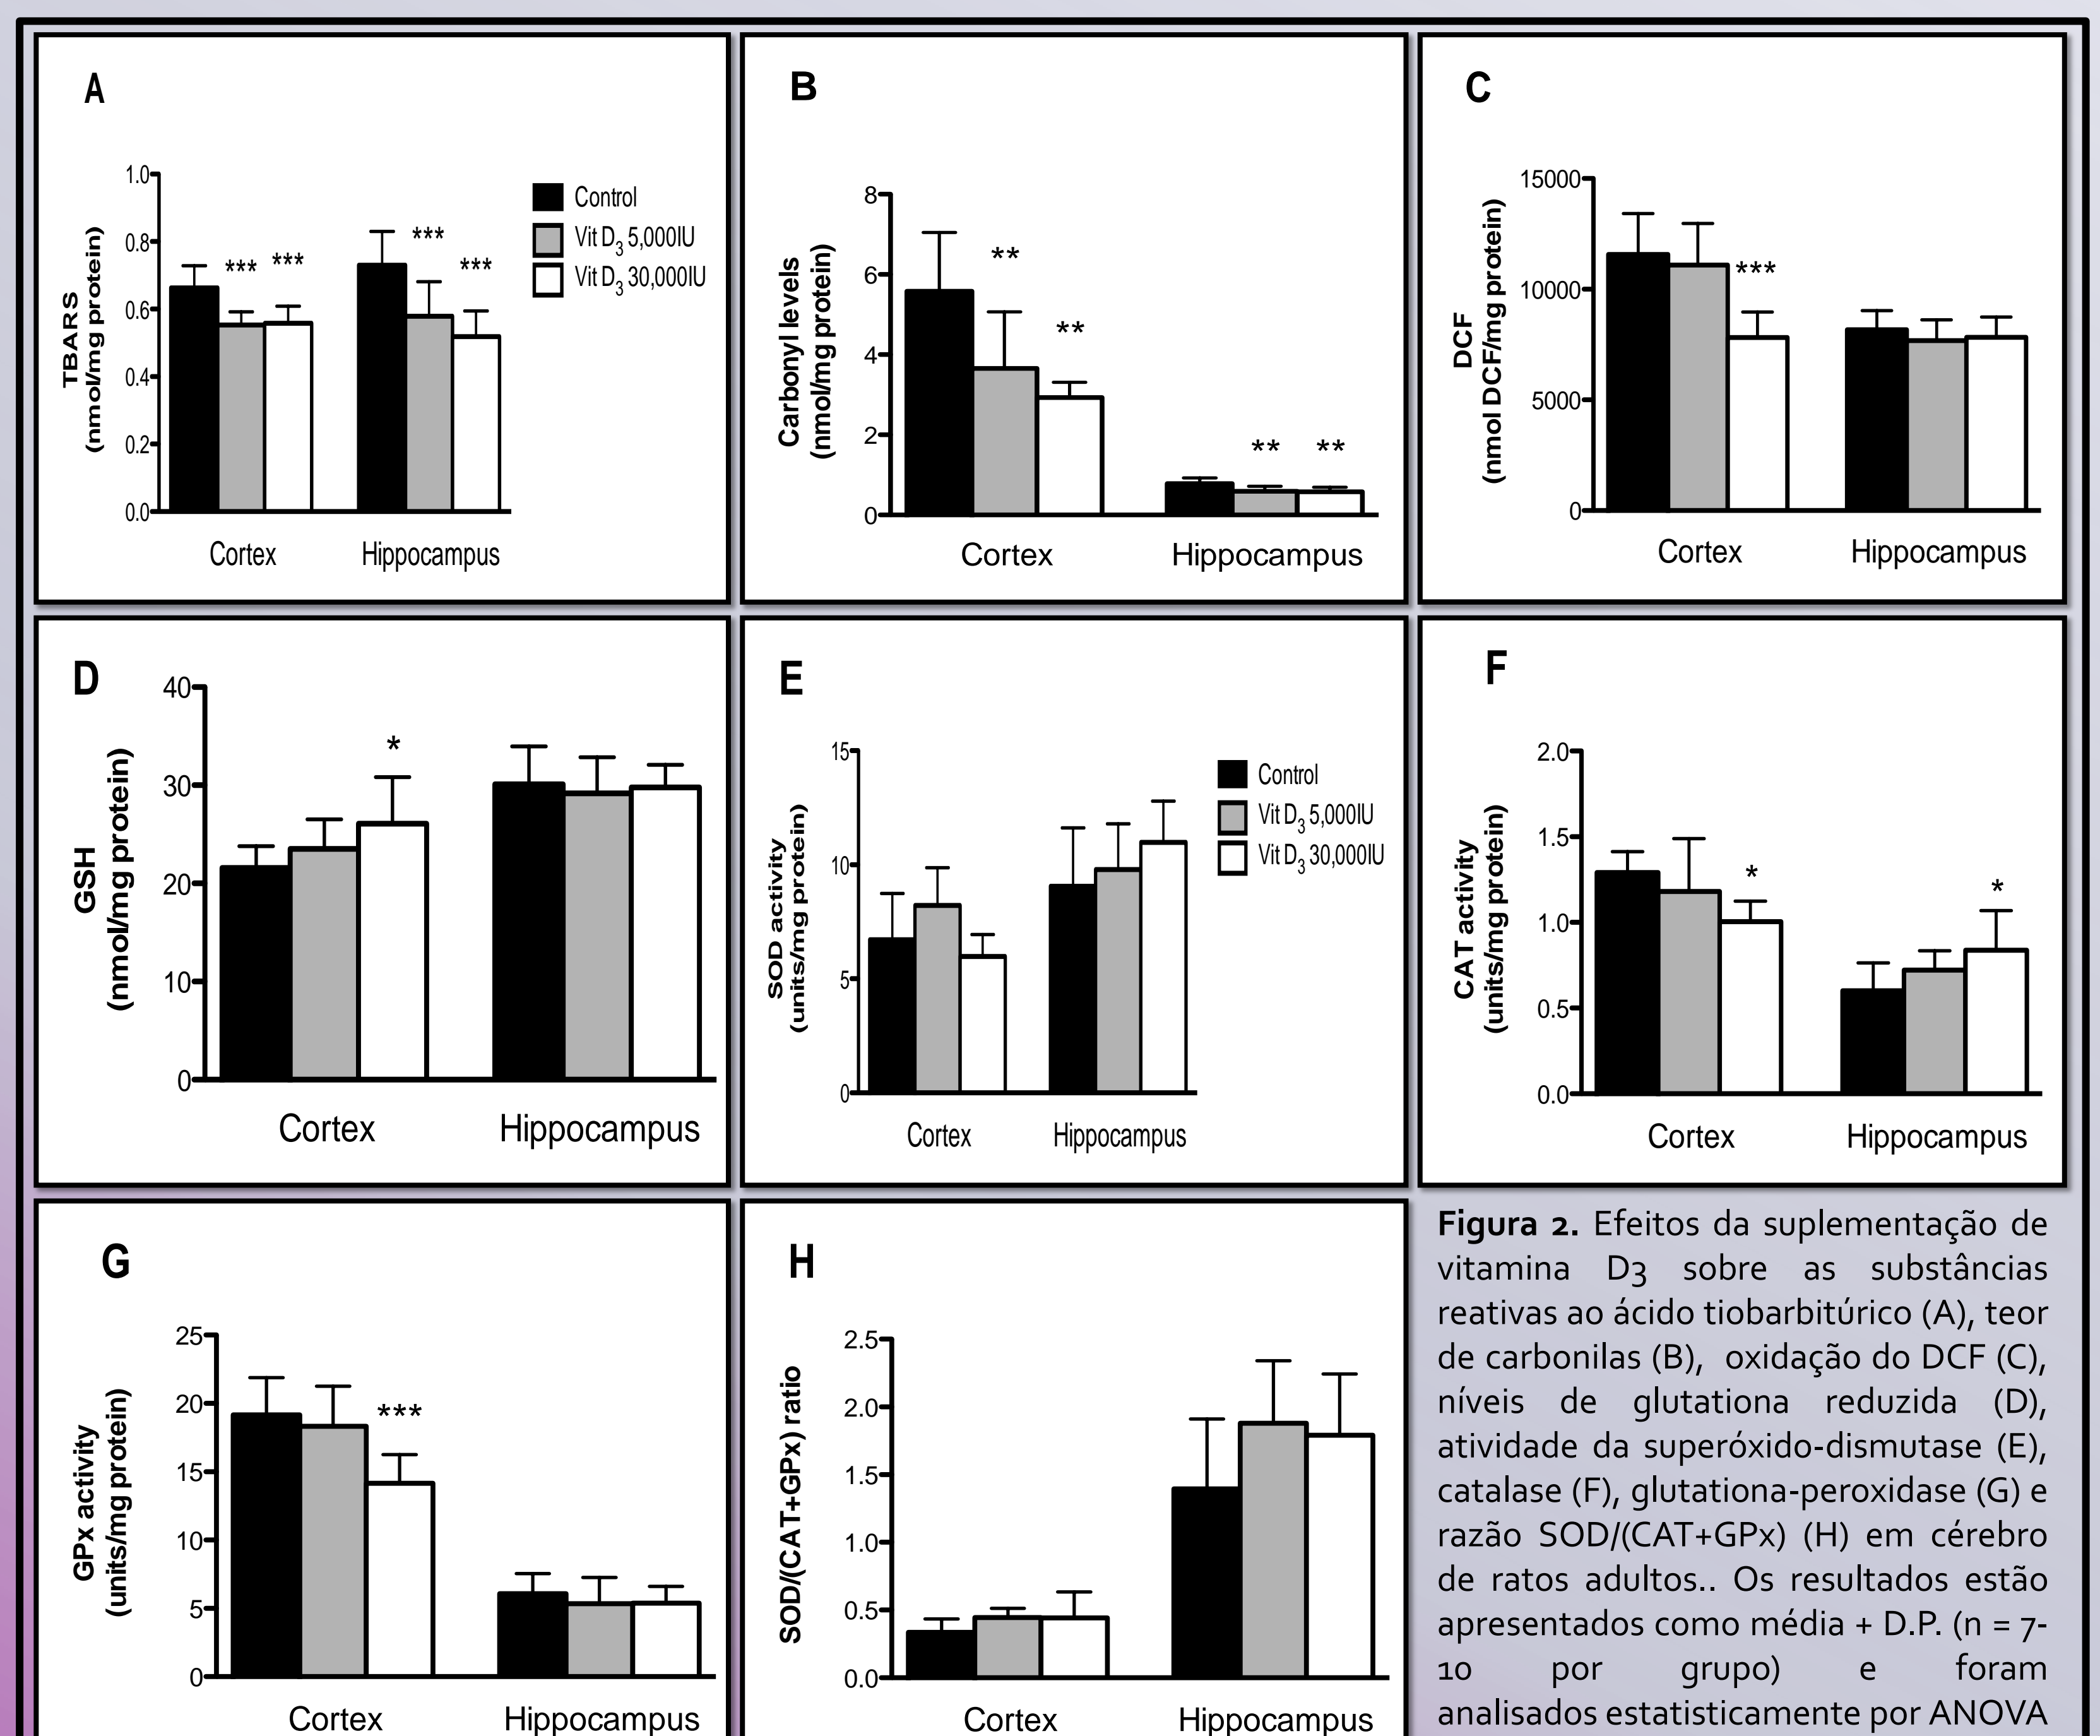 A
TBARS
(nmol/mg protein)
1.0
0.8
0.6
0.4
0.2
0.0
*** ***
*** ***
Control
Vit D3 5,000IU
Vit D3 30,000IU
Cortex Hippocampus
B
Carbonyl levels
(nmol/mg protein)
8
6
4
2
0
**
**
** **
Cortex Hippocampus
C
DCF
(nmol DCF/mg protein)
15000
10000
5000
0
***
Cortex Hippocampus
D
GSH
(nmol/mg protein)
40
30
20
10
0
*
Cortex Hippocampus
E
SOD activity
(units/mg protein)
15
10
5
0
Control
Vit D3 5,000IU
Vit D3 30,000IU
Cortex Hippocampus
F
CAT activity
(units/mg protein)
2.0
1.5
1.0
0.5
0.0
*
*
Cortex Hippocampus
G
GPx activity
(units/mg protein)
25
20
15
10
5
0
***
Cortex Hippocampus
H
SOD/(CAT+GPx) ratio
2.5
2.0
1.5
1.0
0.5
0.0
Cortex Hippocampus
Figura 2. Efeitos da suplementação de
vitamina D3 sobre as substâncias
reativas ao ácido tiobarbitúrico (A), teor
de carbonilas (B), oxidação do DCF (C),
níveis de glutationa reduzida (D),
atividade da superóxido-dismutase (E),
catalase (F), glutationa-peroxidase (G) e
razão SOD/(CAT+GPx) (H) em cérebro
de ratos adultos.. Os resultados estão
apresentados como média + D.P. (n = 7-
10 por grupo) e foram
analisados estatisticamente por ANOVA